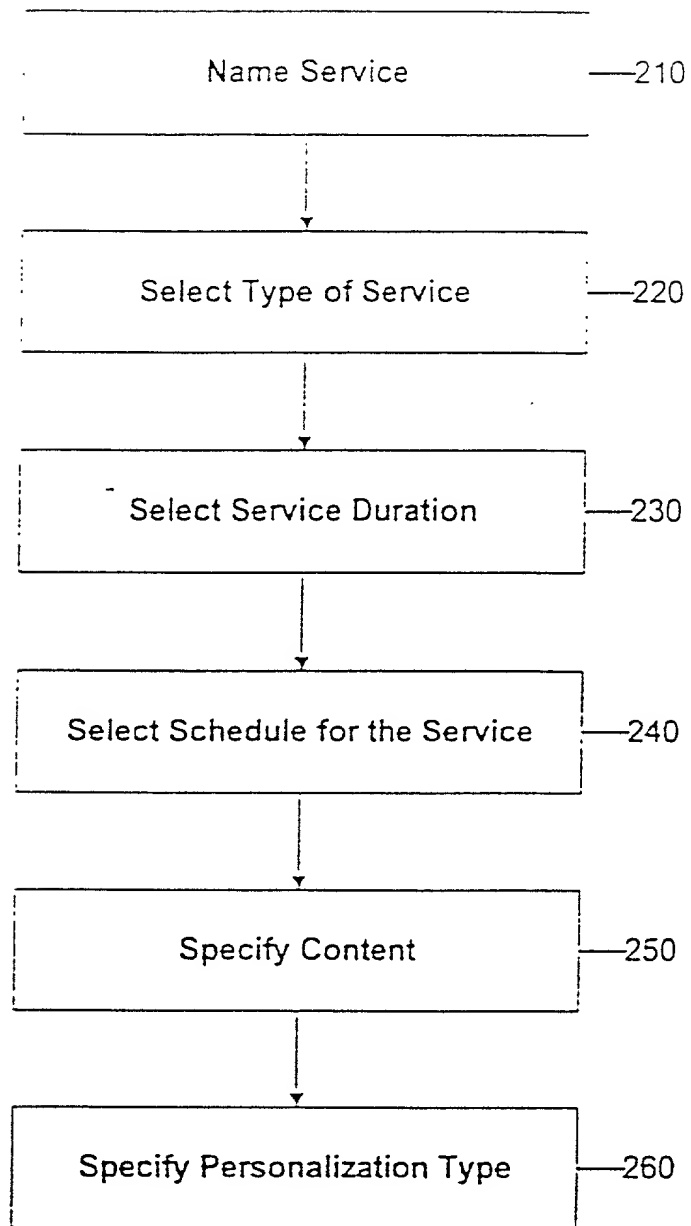 Name Service 210
Select Type of Service 220
Select Service Duration 230
Select Schedule for the Service 240
Specify Content 250
Specify Personalization Type 260